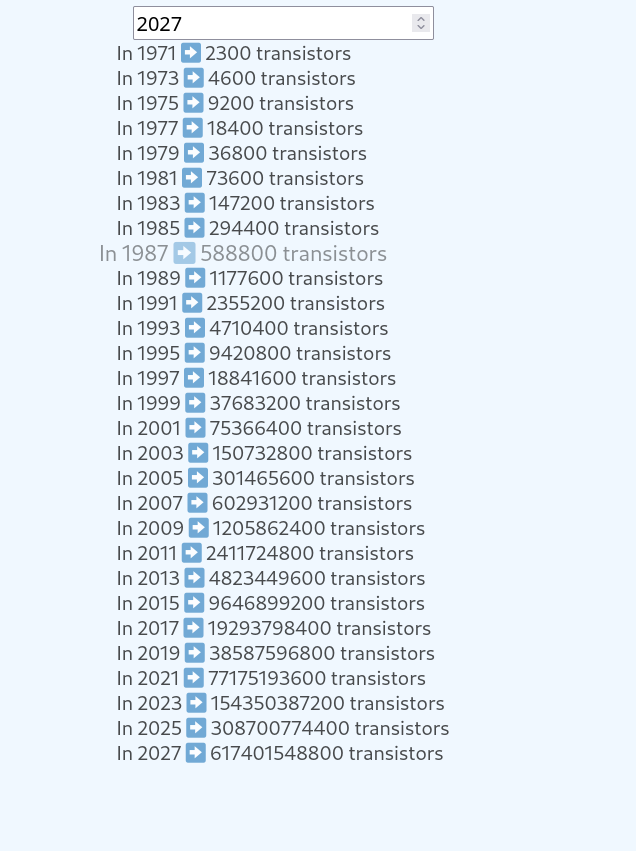 2027
In 1971 ➡ 2300 transistors
In 1973 ➡ 4600 transistors
In 1975 ➡ 9200 transistors
In 1977 ➡ 18400 transistors
In 1979 ➡ 36800 transistors
In 1981 ➡ 73600 transistors
In 1983 ➡ 147200 transistors
In 1985 ➡ 294400 transistors
In 1987 ➡ 588800 transistors
In 1989 ➡ 1177600 transistors
In 1991 ➡ 2355200 transistors
In 1993 ➡ 4710400 transistors
In 1995 ➡ 9420800 transistors
In 1997 ➡ 18841600 transistors
In 1999 ➡ 37683200 transistors
In 2001 ➡ 75366400 transistors
In 2003 ➡ 150732800 transistors
In 2005 ➡ 301465600 transistors
In 2007 ➡ 602931200 transistors
In 2009 ➡ 1205862400 transistors
In 2011 ➡ 2411724800 transistors
In 2013 ➡ 4823449600 transistors
In 2015 ➡ 9646899200 transistors
In 2017 ➡ 19293798400 transistors
In 2019 ➡ 38587596800 transistors
In 2021 ➡ 77175193600 transistors
In 2023 ➡ 154350387200 transistors
In 2025 ➡ 308700774400 transistors
In 2027 ➡ 617401548800 transistors